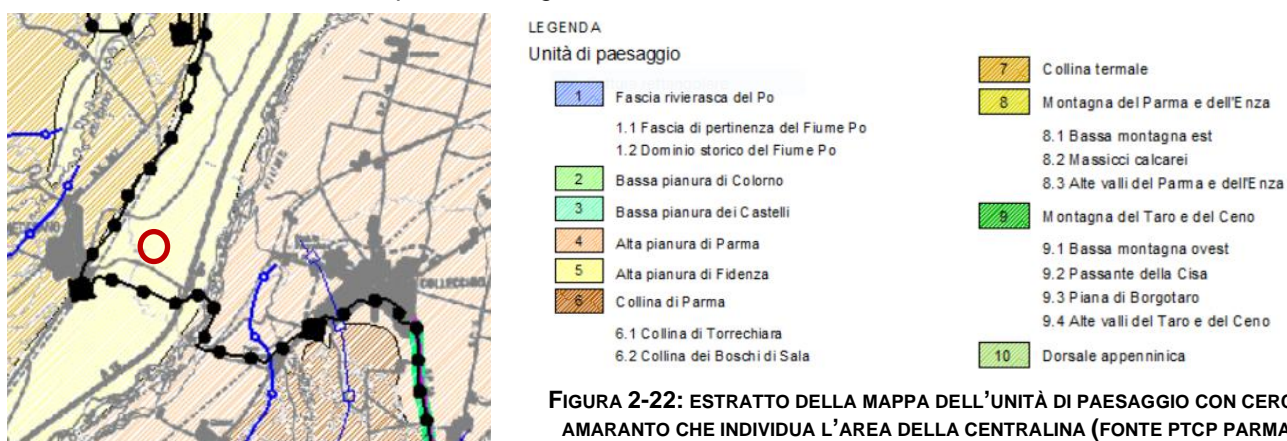 LEGENDA
Unità di paesaggio
1 Fascia rivierasca del Po
1.1 Fascia di pertinenza del Fiume Po
1.2 Dominio storico del Fiume Po
2 Bassa pianura di Colorno
3 Bassa pianura dei Castelli
4 Alta pianura di Parma
5 Alta pianura di Fidenza
6 Collina di Parma
6.1 Collina di Torrechiara
6.2 Collina dei Boschi di Sala
7 Collina termale
8 Montagna del Parma e dell'Enza
8.1 Bassa montagna est
8.2 Massicci calcarei
8.3 Alte valli del Parma e dell'Enza
9 Montagna del Taro e del Ceno
9.1 Bassa montagna ovest
9.2 Passante della Cisa
9.3 Piana di Borgotaro
9.4 Alte valli del Taro e del Ceno
10 Dorsale appenninica
COLLECCHIO
FIUME
FIGURA 2-22: ESTRATTO DELLA MAPPA DELL'UNITÀ DI PAESAGGIO CON CERC
AMARANTO CHE INDIVIDUA L'AREA DELLA CENTRALINA (FONTE PTCP PARMA